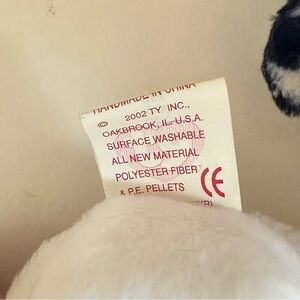 HANDMADE IN CHINA
© 2002 TY INC.,
OAKBROOK, IL, U.S.A.
SURFACE WASHABLE
ALL NEW MATERIAL
POLYESTER FIBER
& P.E. PELLETS CE